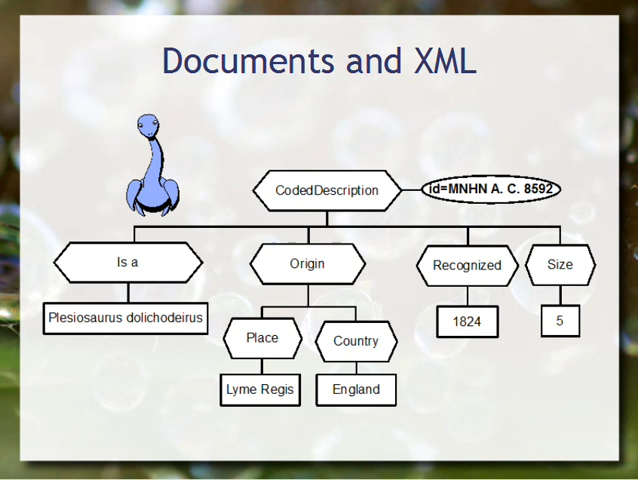 Documents and XML
CodedDescription
id=MNHN A. C. 8592
Is a
Origin
Recognized
Size
Plesiosaurus dolichodeirus
1824
5
Place
Country
Lyme Regis
England